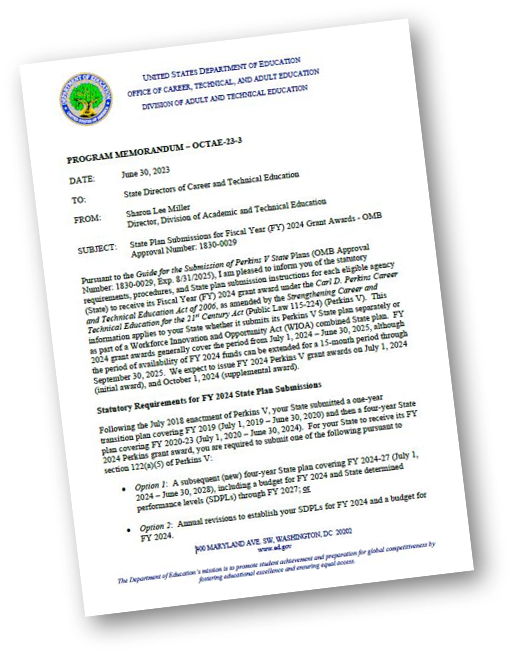 UNITED STATES DEPARTMENT OF EDUCATION
OFFICE OF CAREER, TECHNICAL, AND ADULT EDUCATION
DIVISION OF ADULT AND TECHNICAL EDUCATION
PROGRAM MEMORANDUM – OCTAE-23-3
DATE: June 30, 2023
TO: State Directors of Career and Technical Education
FROM: Sharon Lee Miller
Director, Division of Academic and Technical Education
SUBJECT: State Plan Submissions for Fiscal Year (FY) 2024 Grant Awards - OMB
Approval Number: 1830-0029
Pursuant to the Guide for the Submission of Perkins V State Plans (OMB Approval
Number: 1830-0029, Exp. 8/31/2025), I am pleased to inform you of the statutory
requirements, procedures, and State plan submission instructions for each eligible agency
(State) to receive its Fiscal Year (FY) 2024 grant award under the Carl D. Perkins Career
and Technical Education Act of 2006, as amended by the Strengthening Career and
Technical Education for the 21st Century Act (Public Law 115-224) (Perkins V). This
information applies to your State whether it submits its Perkins V State plan separately or
as part of a Workforce Innovation and Opportunity Act (WIOA) combined State plan. FY
2024 grant awards generally cover the period from July 1, 2024 – June 30, 2025, although
the period of availability of FY 2024 funds can be extended for a 15-month period through
September 30, 2025. We expect to issue FY 2024 Perkins V grant awards on July 1, 2024
(initial award), and October 1, 2024 (supplemental award).
Statutory Requirements for FY 2024 State Plan Submissions
Following the July 2018 enactment of Perkins V, your State submitted a one-year
transition plan covering FY 2019 (July 1, 2019 – June 30, 2020) and then a four-year State
plan covering FY 2020-23 (July 1, 2020 – June 30, 2024). For your State to receive its FY
2024 Perkins grant award, you are required to submit one of the following pursuant to
section 122(a)(5) of Perkins V:
• Option 1: A subsequent (new) four-year State plan covering FY 2024-27 (July 1,
2024 – June 30, 2028), including a budget for FY 2024 and State determined
performance levels (SDPLs) through FY 2027; or
• Option 2: Annual revisions to establish your SDPLs for FY 2024 and a budget for
FY 2024.
400 MARYLAND AVE. SW, WASHINGTON, DC 20202
www.ed.gov
The Department of Education's mission is to promote student achievement and preparation for global competitiveness by
fostering educational excellence and ensuring equal access.